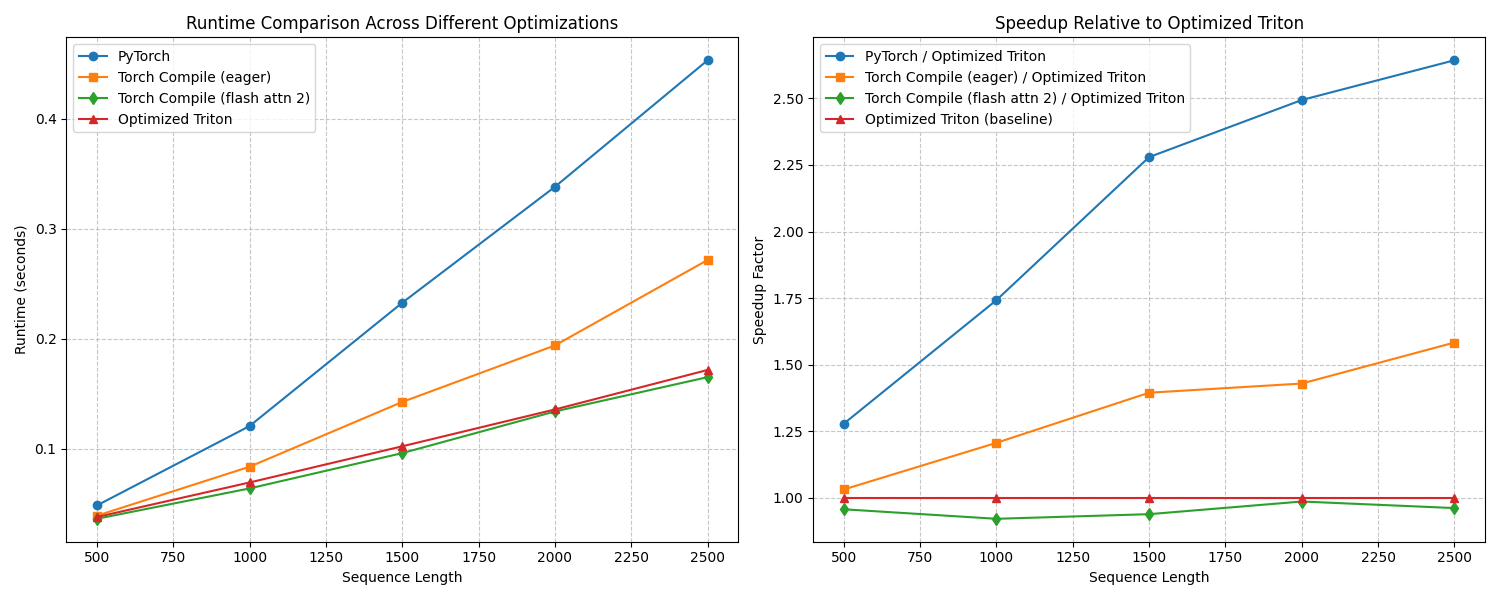 Runtime Comparison Across Different Optimizations
PyTorch
Torch Compile (eager)
Torch Compile (flash attn 2)
Optimized Triton
Runtime (seconds)
0.4
0.3
0.2
0.1
500
750
1000
1250
1500
1750
2000
2250
2500
Sequence Length
Speedup Relative to Optimized Triton
PyTorch / Optimized Triton
Torch Compile (eager) / Optimized Triton
Torch Compile (flash attn 2) / Optimized Triton
Optimized Triton (baseline)
Speedup Factor
2.50
2.25
2.00
1.75
1.50
1.25
1.00
500
750
1000
1250
1500
1750
2000
2250
2500
Sequence Length